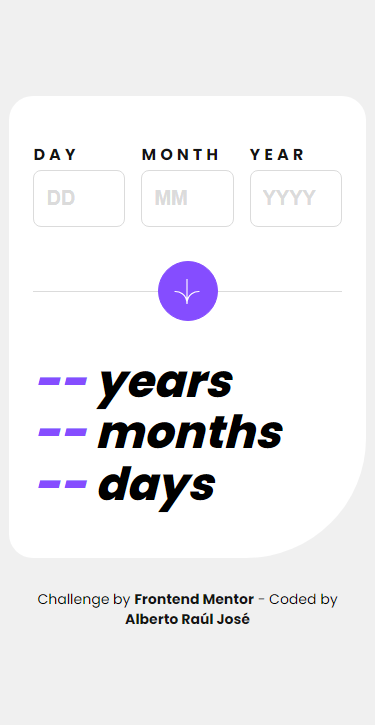 DAY MONTH YEAR
DD MM YYYY
-- years
-- months
-- days
Challenge by Frontend Mentor - Coded by
Alberto Raúl José